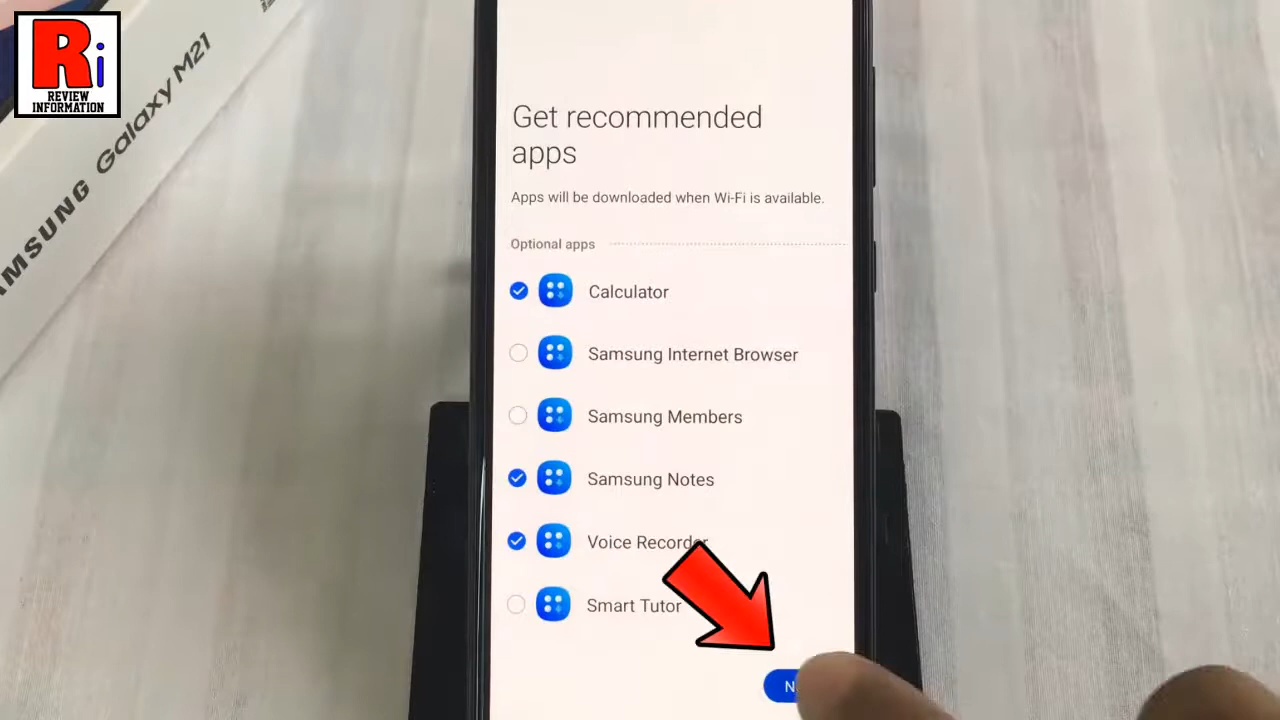 Ri
REVIEW
INFORMATION
SAMSUNG Galaxy M21
Get recommended
apps
Apps will be downloaded when Wi-Fi is available.
Optional apps
Calculator
Samsung Internet Browser
Samsung Members
Samsung Notes
Voice Recorder
Smart Tutor